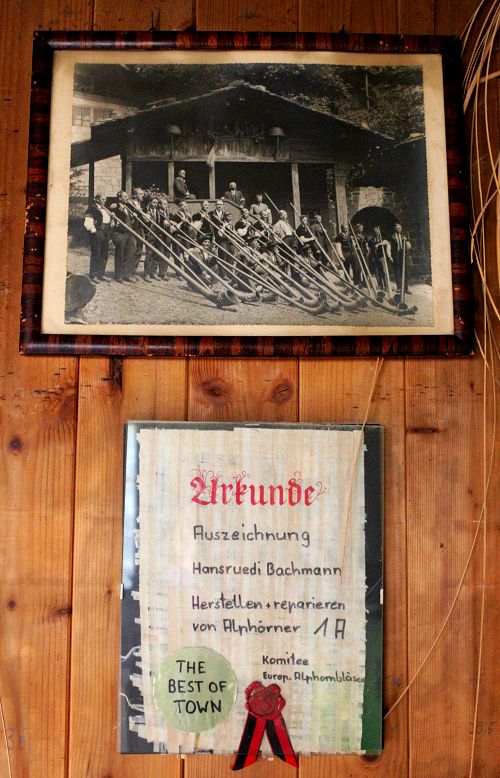 Urkunde
Auszeichnung
Hansruedi Bachmann
Herstellen + reparieren
von Alphörner 1A
Komitee
Europ. Alphornbläser
THE
BEST OF
TOWN